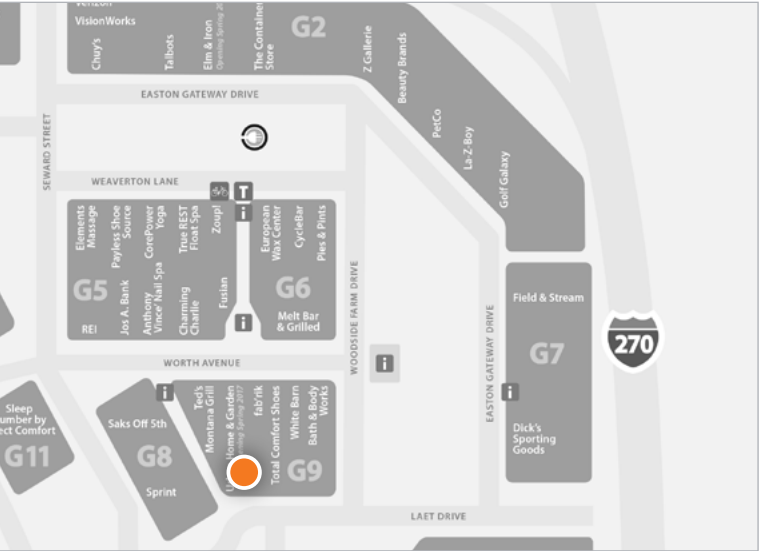 Verizon
VisionWorks
Chuy's
Talbots
Elm & Iron
Opening Spring 20
The Container
Store
G2
Z Gallerie
Beauty Brands
PetCo
La-Z-Boy
Golf Galaxy
EASTON GATEWAY DRIVE
SEWARD STREET
WEAVERTON LANE
T
i
Elements
Massage
Payless Shoe
Source
CorePower
Yoga
True REST
Float Spa
Zoup!
European
Wax Center
CycleBar
Pies & Pints
G5
REI
Jos A. Bank
Anthony
Vince' Nail Spa
Charming
Charlie
Fusian
i
G6
Melt Bar
& Grilled
WOODSIDE FARM DRIVE
EASTON GATEWAY DRIVE
Field & Stream
G7
i
Dick's
Sporting
Goods
270
WORTH AVENUE
i
i
Sleep
umber by
ect Comfort
G11
Saks Off 5th
G8
Sprint
Ted's
Montana Grill
Home & Garden
ening Spring 2017
fab'rik
Total Comfort Shoes
White Barn
Bath & Body
Works
G9
LAET DRIVE